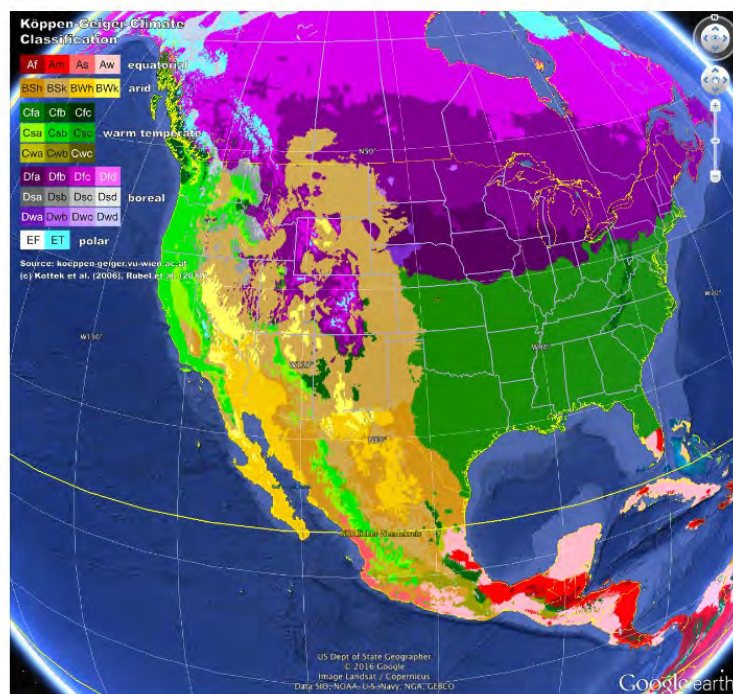 Köppen-Geiger Climate
Classification
Af Am As Aw equatorial
BSh BSk BWh BWk arid
Cfa Cfb Cfc
Csa Csb Csc warm temperate
Cwa Cwb Cwc
Dfa Dfb Dfc Dfd
Dsa Dsb Dsc Dsd boreal
Dwa Dwb Dwc Dwd
EF ET polar
Source: koeppen-geiger.vu-wien.ac.at
(c) Kottek et al. (2006), Rubel et al.
N
N50°
W20°
W130°
N30°
US Dept of State Geographer
© 2016 Google
Image Landsat / Copernicus
Data SIO, NOAA, U.S. Navy, NGA, GEBCO
Google earth